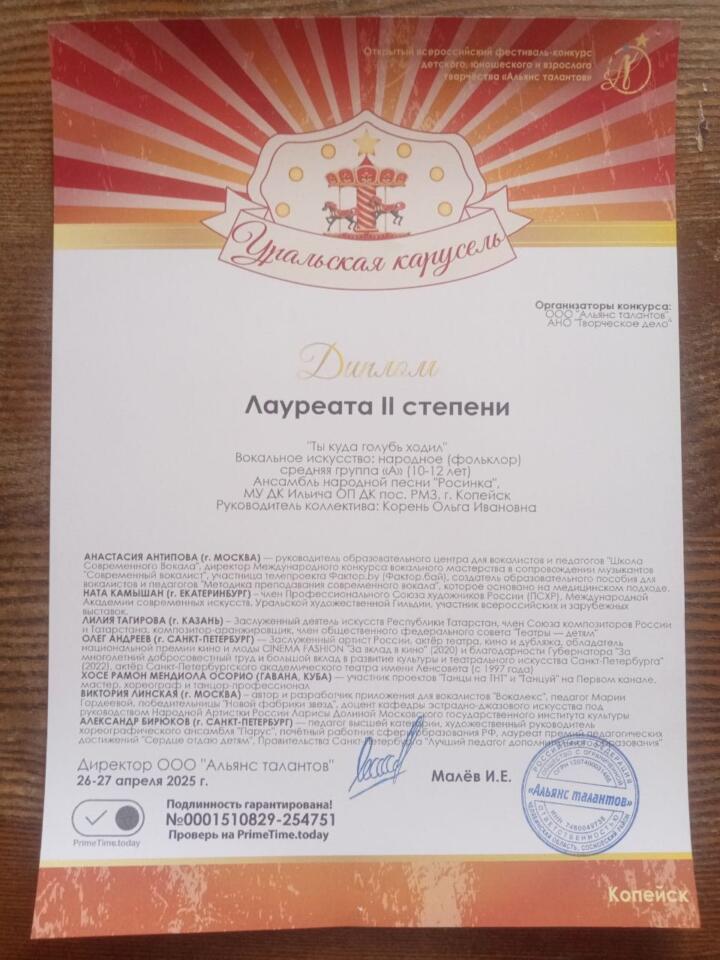 Открытый всероссийский фестиваль-конкурс
детского, юношеского и взрослого
творчества «Альянс талантов»
Уральская карусель
Организаторы конкурса:
ООО "Альянс талантов"
АНО "Творческое дело"
Диплом
Лауреата II степени
"Ты куда голубь ходил"
Вокальное искусство: народное (фольклор)
средняя группа «А» (10-12 лет)
Ансамбль народной песни "Росинка",
МУ ДК Ильича ОП ДК пос. РМЗ, г. Копейск
Руководитель коллектива: Корень Ольга Ивановна
АНАСТАСИЯ АНТИПОВА (г. МОСКВА) — руководитель образовательного центра для вокалистов и педагогов "Школа
Современного Вокала", директор Международного конкурса вокального мастерства в сопровождении музыкантов
"Современный вокалист", участница телепроекта Фактор.by (Фактор.бай), создатель образовательного пособия для
вокалистов и педагогов "Методика преподавания современного вокала", которое основано на медицинском подходе.
НАТА КАМЫШАН (г. ЕКАТЕРИНБУРГ) – член Профессионального Союза художников России (ПСХР), Международной
Академии современных искусств, Уральской художественной Гильдии, участник всероссийских и зарубежных
выставок.
ЛИЛИЯ ТАГИРОВА (г. КАЗАНЬ) – Заслуженный деятель искусств Республики Татарстан, член Союза композиторов России
и Татарстана, композитор-аранжировщик, член общественного федерального совета "Театры — детям"
ОЛЕГ АНДРЕЕВ (г. САНКТ-ПЕТЕРБУРГ) – Заслуженный артист России, актёр театра, кино и дубляжа, обладатель
национальной премии кино и моды CINEMA FASHION "За вклад в кино" (2020) и благодарности Губернатора "За
многолетний добросовестный труд и большой вклад в развитие культуры и театрального искусства Санкт-Петербурга"
(2022), актёр Санкт-Петербургского академического театра имени Ленсовета (с 1997 года)
ХОСЕ РАМОН МЕНДИОЛА ОСОРИО (ГАВАНА, КУБА) — участник проектов "Танцы на ТНТ" и "Танцуй" на Первом канале,
мастер, хореограф и танцор-профессионал
ВИКТОРИЯ ЛИНСКАЯ (г. МОСКВА) – автор и разработчик приложения для вокалистов "Вокалекс", педагог Марии
Гордеевой, победительницы "Новой фабрики звезд", доцент кафедры эстрадно-джазового искусства под
руководством Народной Артистки России Ларисы Долиной Московского государственного института культуры
АЛЕКСАНДР БИРЮКОВ (г. САНКТ-ПЕТЕРБУРГ) — педагог высшей категории, художественный руководитель
хореографического ансамбля "Парус", почётный работник сферы образования РФ, лауреат премий педагогических
достижений "Сердце отдаю детям", Правительства Санкт-Петербурга "Лучший педагог дополнительного образования"
Директор ООО "Альянс талантов"
26-27 апреля 2025 г.
Малёв И.Е.
РОССИЙСКАЯ ФЕДЕРАЦИЯ
«Альянс талантов»
ОТВЕТСТВЕННОСТЬЮ
ЧЕЛЯБИНСКАЯ ОБЛАСТЬ, СОСНОВСКИЙ РАЙОН
PrimeTime.today
Подлинность гарантирована!
№0001510829-254751
Проверь на PrimeTime.today
Копейск